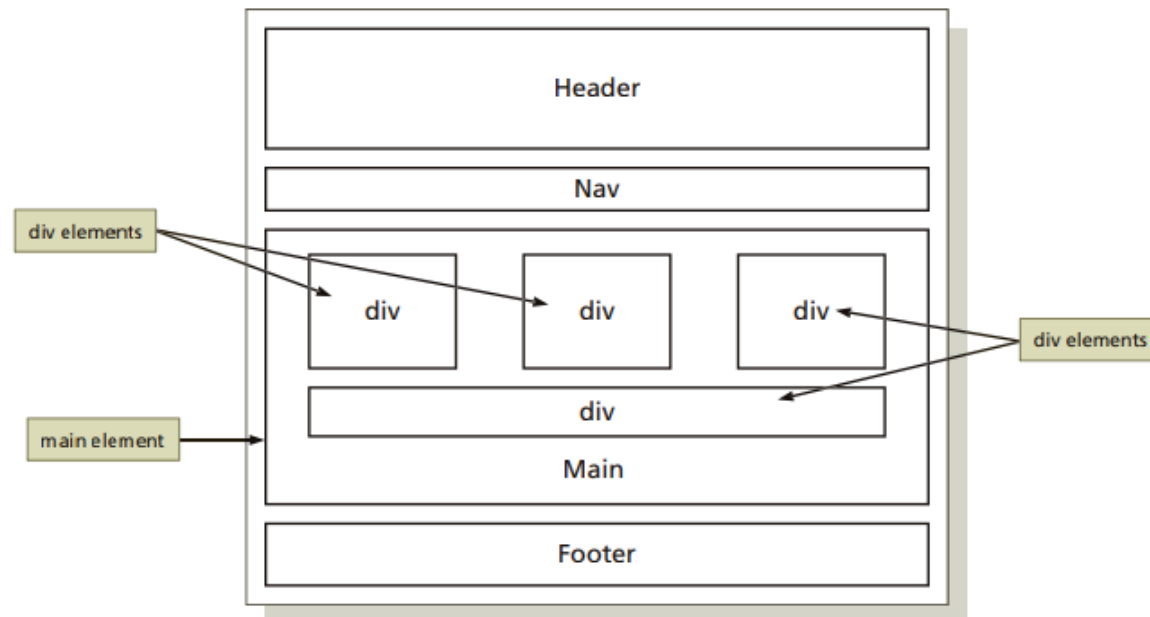 Header
Nav
div elements
div
div
div
div elements
div
main element
Main
Footer